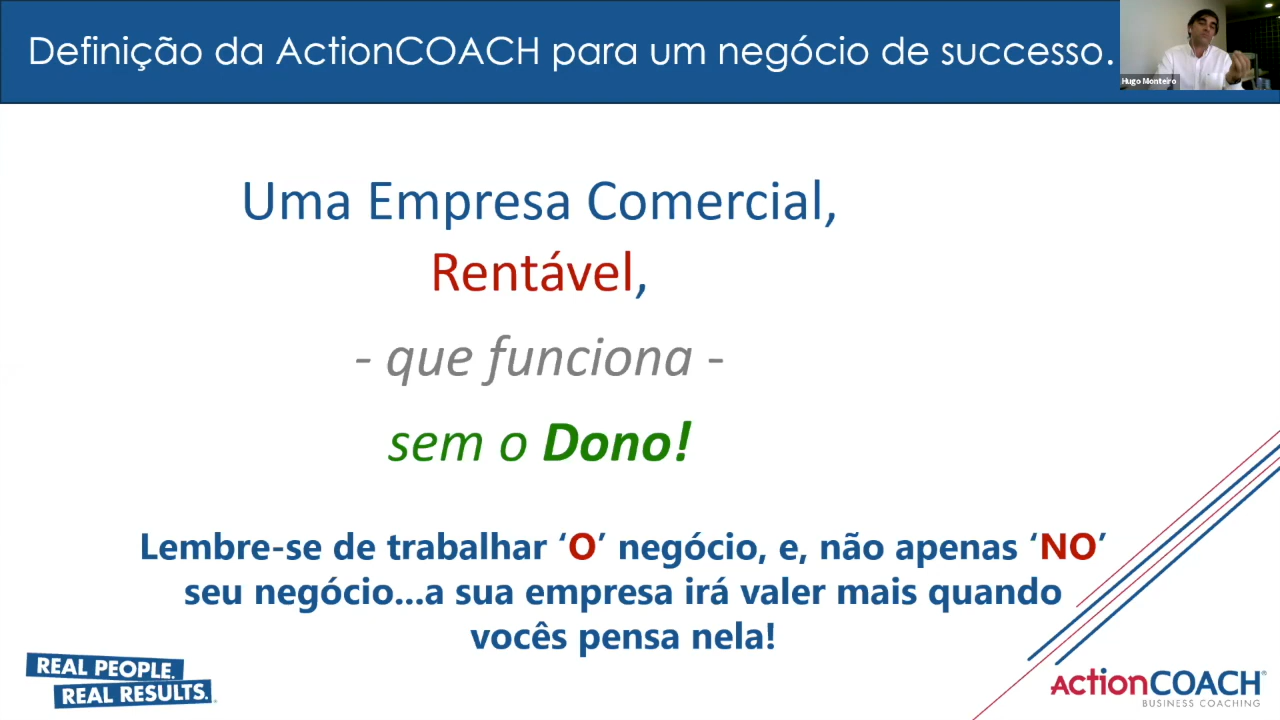 Definição da ActionCOACH para um negócio de successo.
Hugo Monteiro
Uma Empresa Comercial,
Rentável,
- que funciona -
sem o Dono!
Lembre-se de trabalhar ‘O’ negócio, e, não apenas ‘NO’
seu negócio...a sua empresa irá valer mais quando
vocês pensa nela!
REAL PEOPLE.
REAL RESULTS.
ActionCOACH®
BUSINESS COACHING